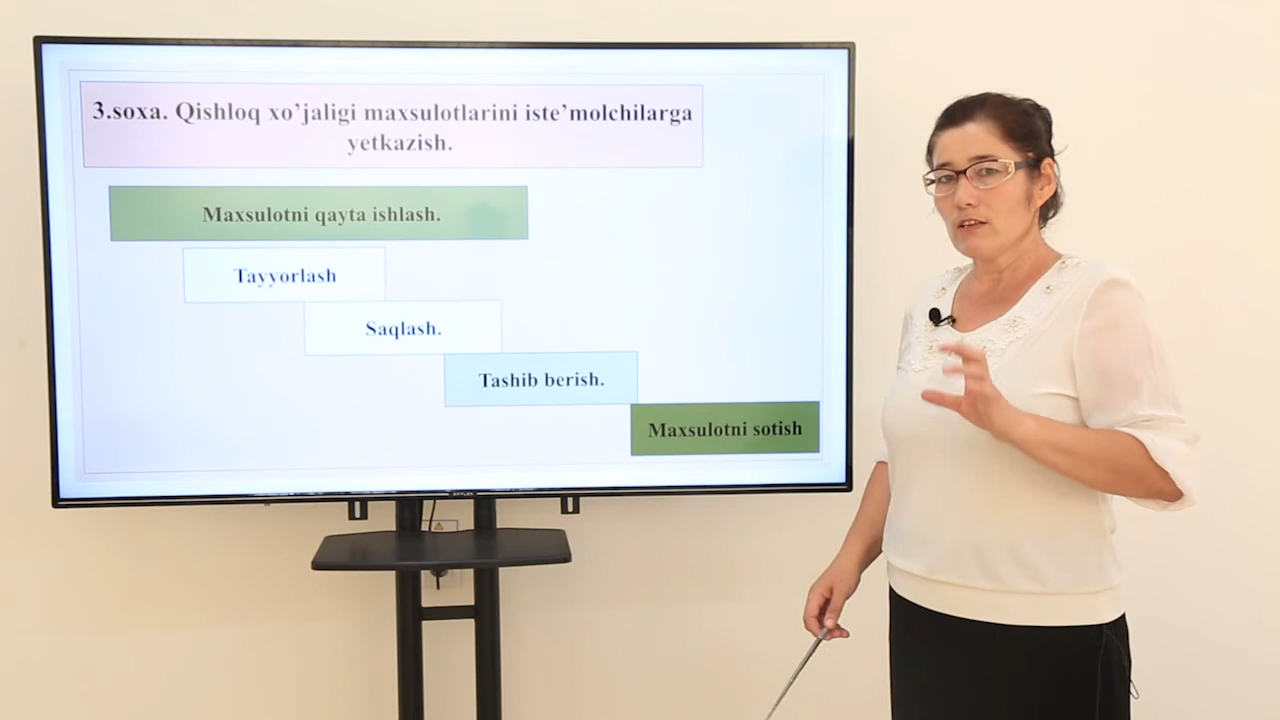 3.soxa. Qishloq xo’jaligi maxsulotlarini iste’molchilarga
yetkazish.
Maxsulotni qayta ishlash.
Tayyorlash
Saqlash.
Tashib berish.
Maxsulotni sotish